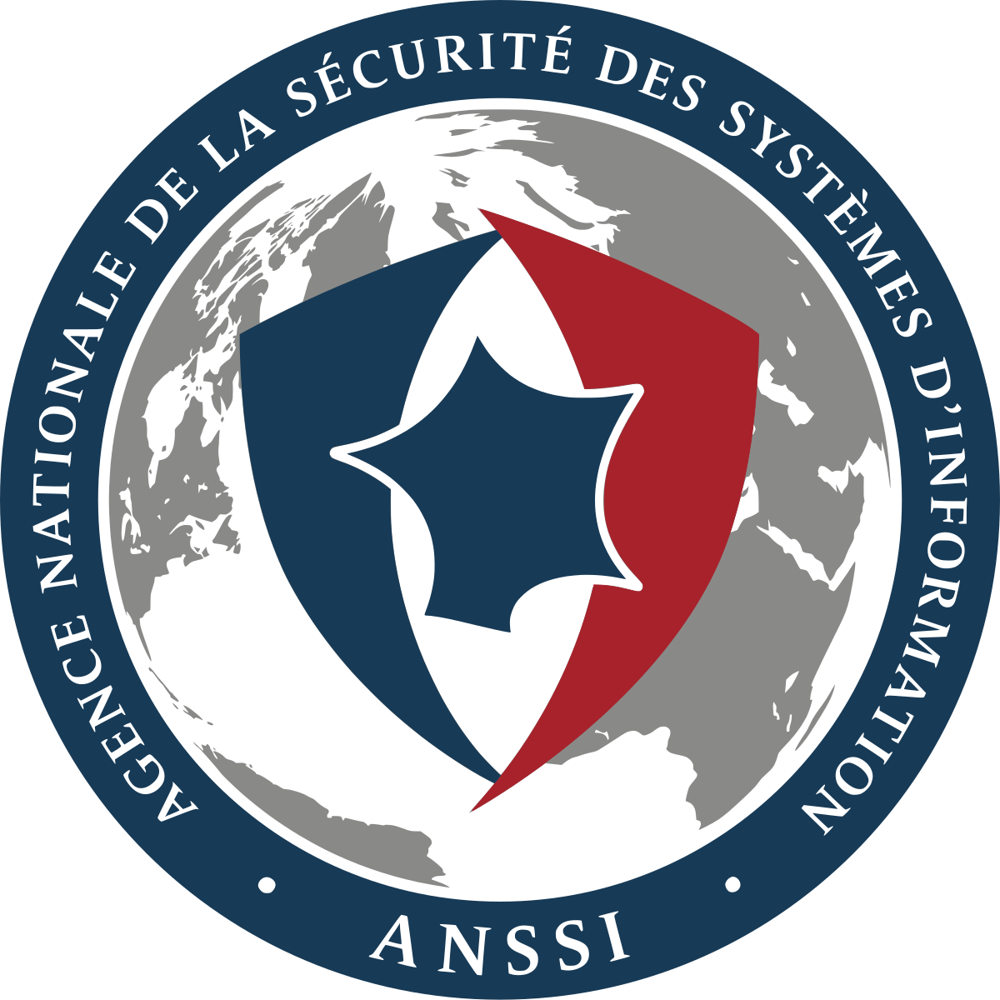 AGENCE NATIONALE DE LA SÉCURITÉ DES SYSTÈMES D'INFORMATION
• ANSSI •